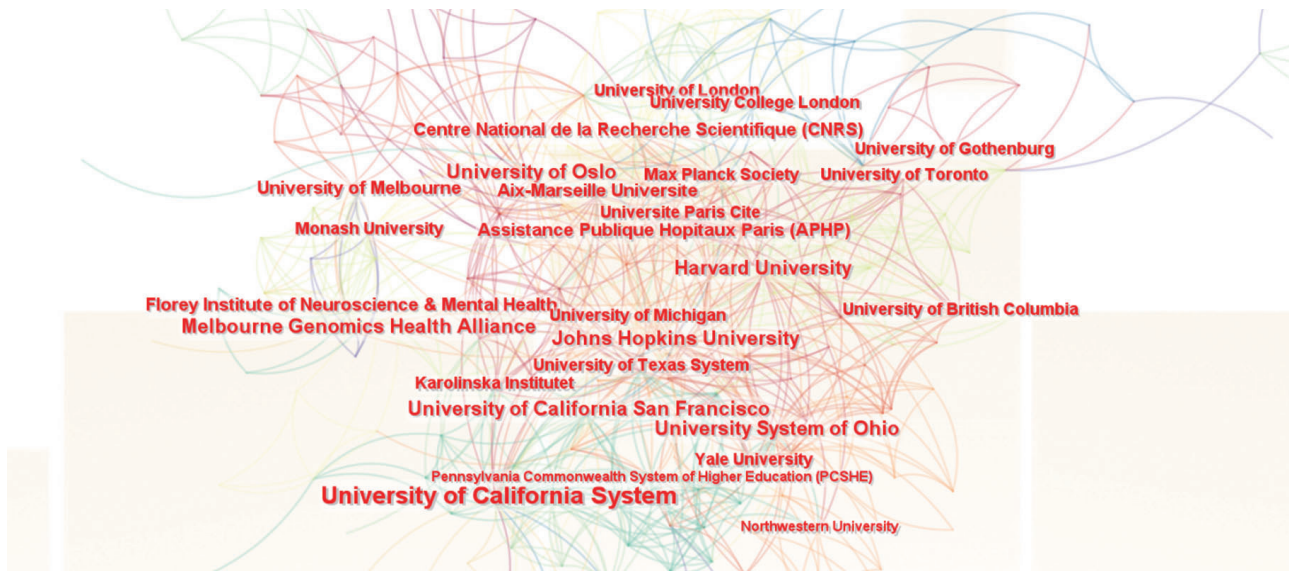 University of London
University College London
Centre National de la Recherche Scientifique (CNRS)
University of Gothenburg
University of Oslo
Max Planck Society
University of Toronto
University of Melbourne
Aix-Marseille Universite
Universite Paris Cite
Monash University
Assistance Publique Hopitaux Paris (APHP)
Harvard University
Florey Institute of Neuroscience & Mental Health
University of Michigan
University of British Columbia
Melbourne Genomics Health Alliance
Johns Hopkins University
University of Texas System
Karolinska Institutet
University of California San Francisco
University System of Ohio
Yale University
Pennsylvania Commonwealth System of Higher Education (PCSHE)
University of California System
Northwestern University